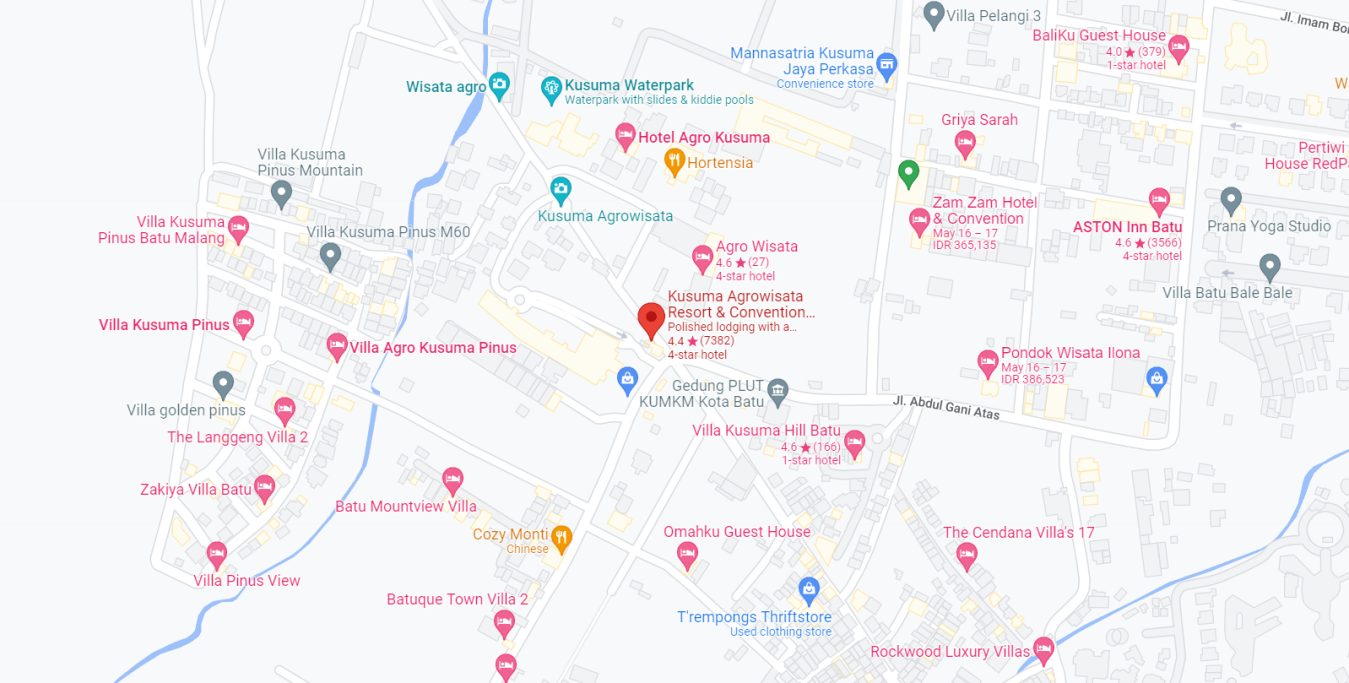 Villa Pelangi 3
Jl. Imam Bon
BaliKu Guest House
4.0★(379)
1-star hotel
Mannasatria Kusuma
Jaya Perkasa
Convenience store
Wisata agro
Kusuma Waterpark
Waterpark with slides & kiddie pools
W
Griya Sarah
Hotel Agro Kusuma
Hortensia
Villa Kusuma
Pinus Mountain
Pertiwi
House RedPa
Zam Zam Hotel
& Convention
May 16 – 17
IDR 365,135
Kusuma Agrowisata
Villa Kusuma
Pinus Batu Malang
Villa Kusuma Pinus M60
ASTON Inn Batu
4.6★(3566)
4-star hotel
Prana Yoga Studio
Agro Wisata
4.6★(27)
4-star hotel
Villa Batu Bale Bale
Kusuma Agrowisata
Resort & Convention...
Polished lodging with a...
4.4★(7382)
4-star hotel
Villa Kusuma Pinus
Villa Agro Kusuma Pinus
Pondok Wisata Ilona
May 16 – 17
IDR 386,523
Gedung PLUT
KUMKM Kota Batu
Jl. Abdul Gani Atas
Villa golden pinus
The Langgeng Villa 2
Villa Kusuma Hill Batu
4.6★(166)
1-star hotel
Zakiya Villa Batu
Batu Mountview Villa
Cozy Monti
Chinese
Omahku Guest House
The Cendana Villa's 17
Villa Pinus View
Batuque Town Villa 2
T'rempongs Thriftstore
Used clothing store
Rockwood Luxury Villas